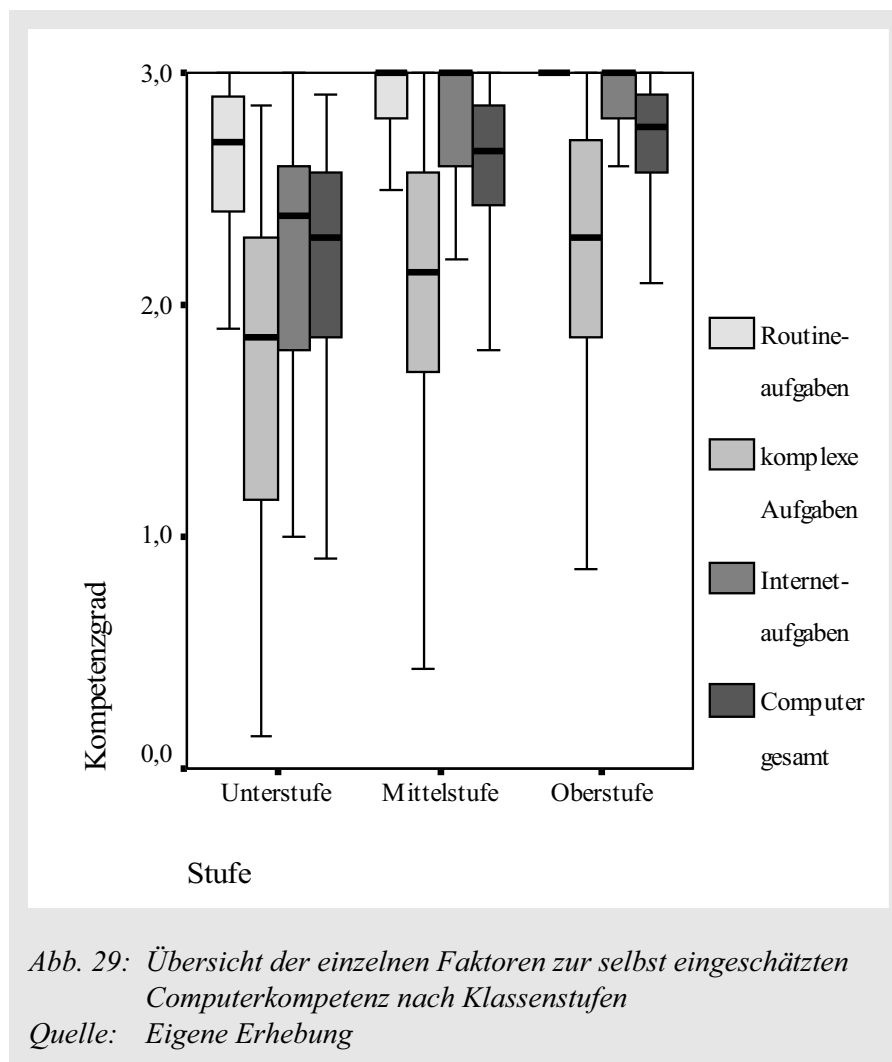 3,0
2,0
1,0
0,0
Kompetenzgrad
Unterstufe Mittelstufe Oberstufe
Stufe
Routine-
aufgaben
komplexe
Aufgaben
Internet-
aufgaben
Computer
gesamt
Abb. 29: Übersicht der einzelnen Faktoren zur selbst eingeschätzten
Computerkompetenz nach Klassenstufen
Quelle: Eigene Erhebung